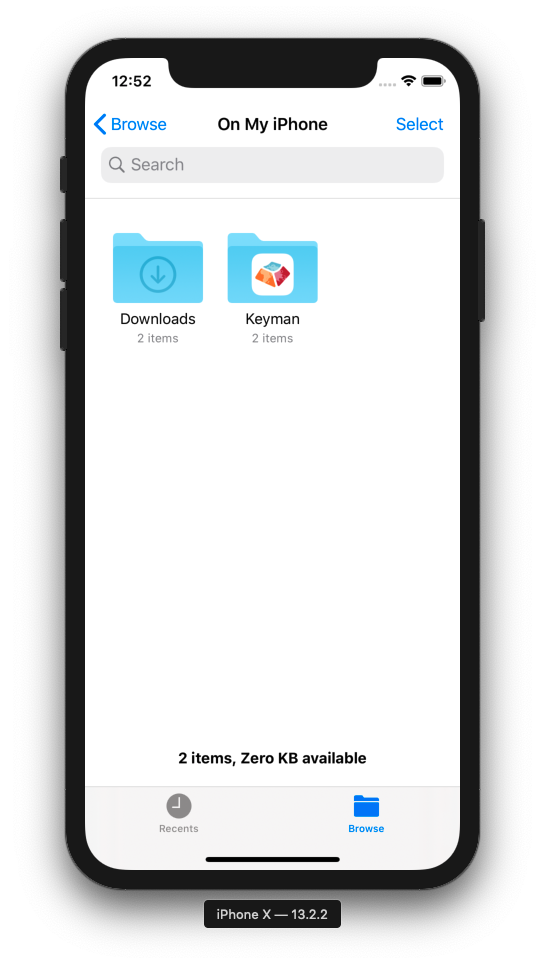 12:52
Browse On My iPhone Select
Search
Downloads Keyman
2 items 2 items
2 items, Zero KB available
Recents Browse
iPhone X — 13.2.2